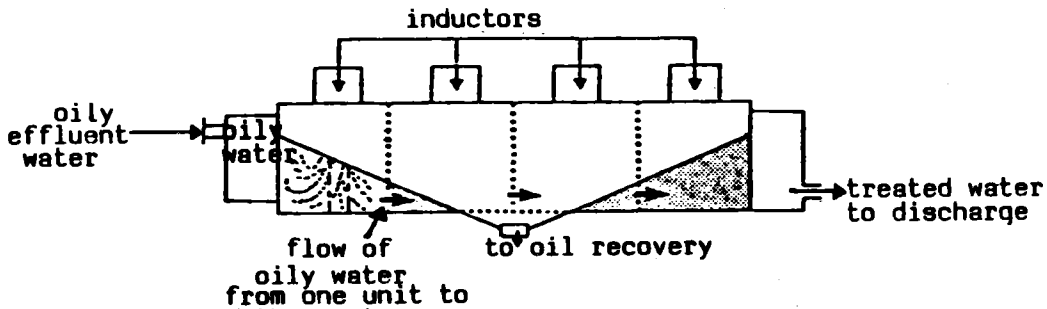 inductors
oily
effluent
water
oily
water
treated water
to discharge
flow of
oily water
from one unit to
to oil recovery